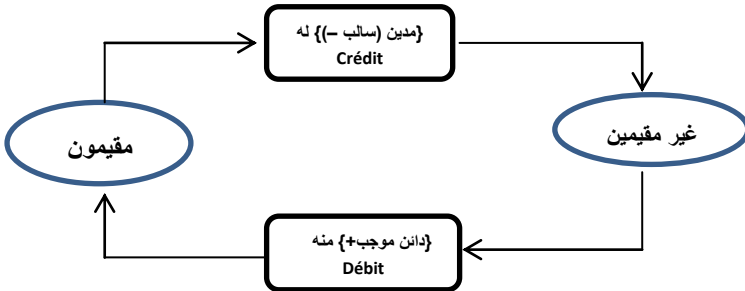 {مدين (سالب –)} له
Crédit
مقيمون
غير مقيمين
{دائن موجب+} منه
Débit